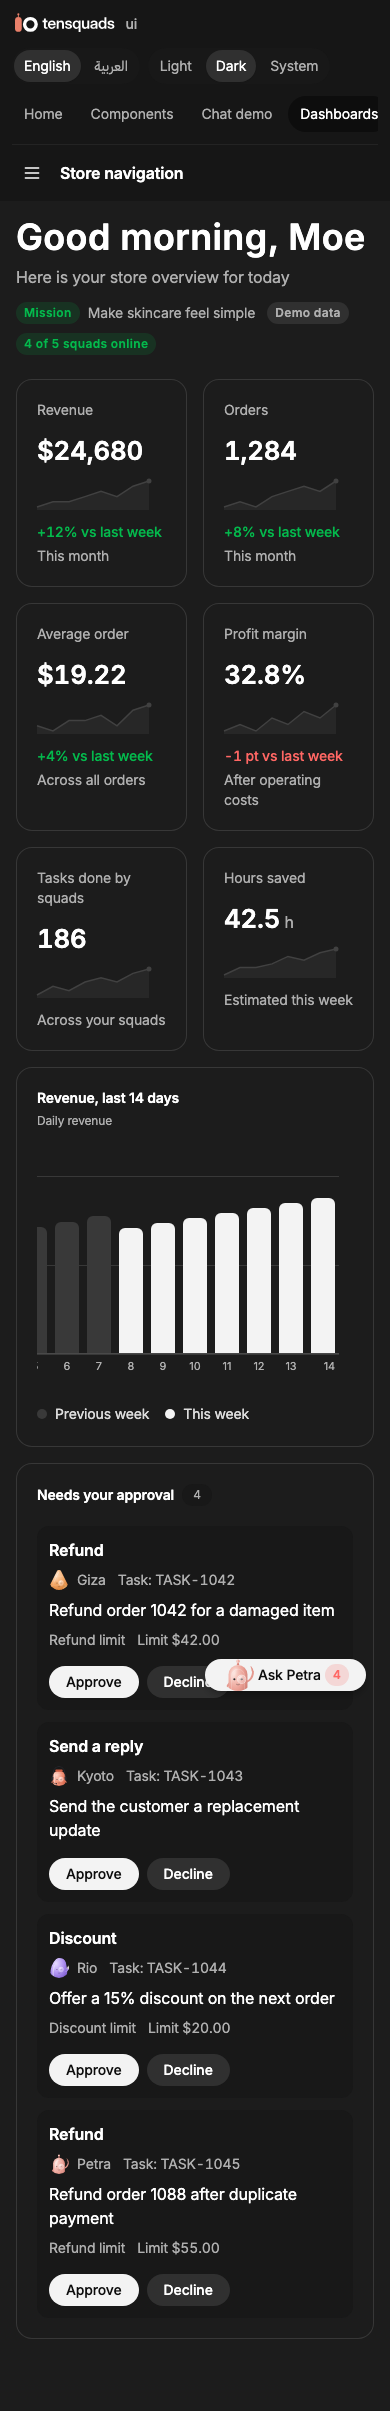 tensquads ui
English العربية Light Dark System
Home Components Chat demo Dashboards
Store navigation
Good morning, Moe
Here is your store overview for today
Mission Make skincare feel simple Demo data
4 of 5 squads online
Revenue
$24,680
+12% vs last week
This month
Orders
1,284
+8% vs last week
This month
Average order
$19.22
+4% vs last week
Across all orders
Profit margin
32.8%
-1 pt vs last week
After operating
costs
Tasks done by
squads
186
Across your squads
Hours saved
42.5 h
Estimated this week
Revenue, last 14 days
Daily revenue
6 7 8 9 10 11 12 13 14
Previous week This week
Needs your approval 4
Refund
Giza Task: TASK-1042
Refund order 1042 for a damaged item
Refund limit Limit $42.00
Approve Decline
Ask Petra 4
Send a reply
Kyoto Task: TASK-1043
Send the customer a replacement
update
Approve Decline
Discount
Rio Task: TASK-1044
Offer a 15% discount on the next order
Discount limit Limit $20.00
Approve Decline
Refund
Petra Task: TASK-1045
Refund order 1088 after duplicate
payment
Refund limit Limit $55.00
Approve Decline